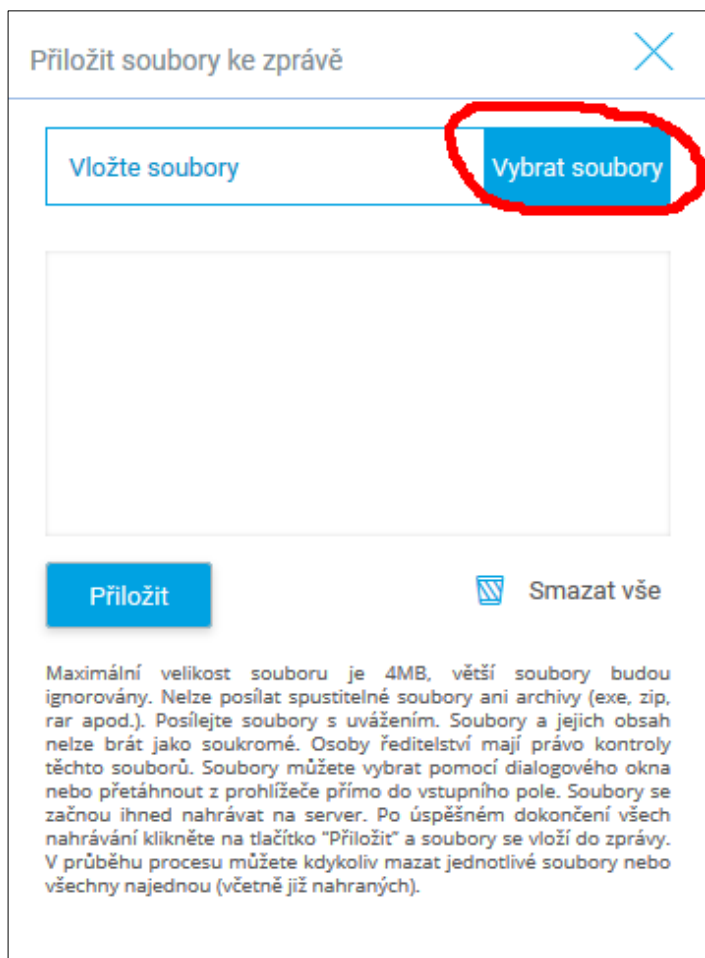 Přiložit soubory ke zprávě
Vložte soubory
Vybrat soubory
Přiložit
Smazat vše
Maximální velikost souboru je 4MB, větší soubory budou
ignorovány. Nelze posílat spustitelné soubory ani archivy (exe, zip,
rar apod.). Posílejte soubory s uvážením. Soubory a jejich obsah
nelze brát jako soukromé. Osoby ředitelství mají právo kontroly
těchto souborů. Soubory můžete vybrat pomocí dialogového okna
nebo přetáhnout z prohlížeče přímo do vstupního pole. Soubory se
začnou ihned nahrávat na server. Po úspěšném dokončení všech
nahrávání klikněte na tlačítko "Přiložit" a soubory se vloží do zprávy.
V průběhu procesu můžete kdykoliv mazat jednotlivé soubory nebo
všechny najednou (včetně již nahraných).